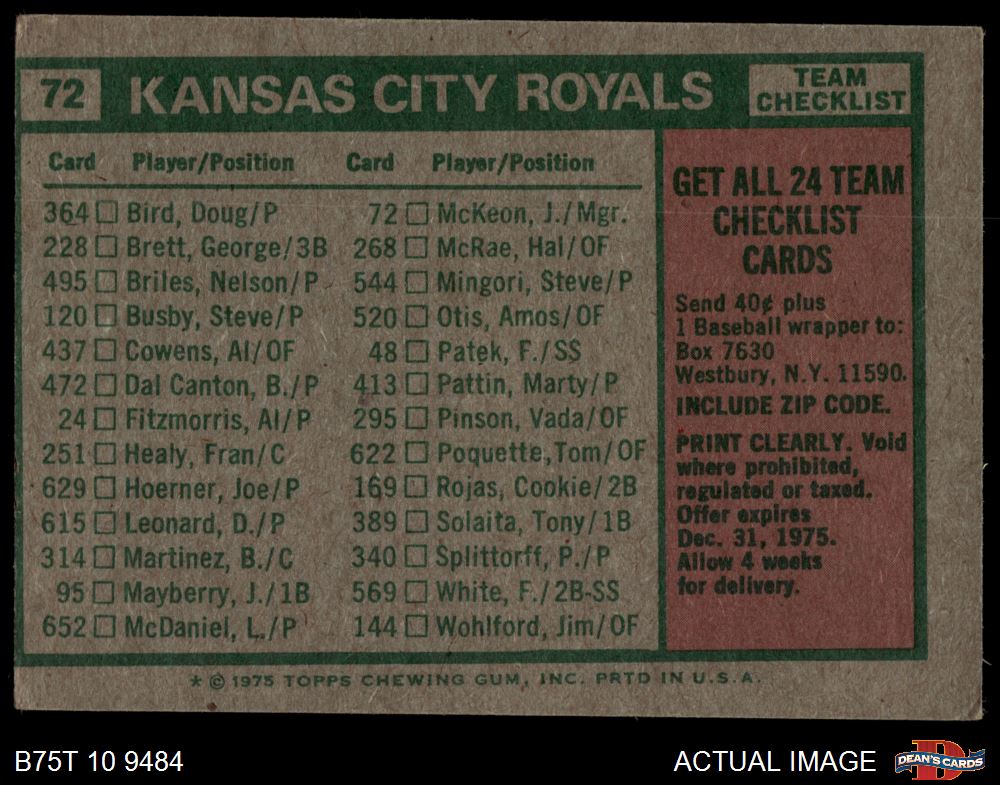 72 KANSAS CITY ROYALS TEAM CHECKLIST
Card Player/Position
364 Bird, Doug/P
228 Brett, George/3B
495 Briles, Nelson/P
120 Busby, Steve/P
437 Cowens, Al/OF
472 Dal Canton, B./P
24 Fitzmorris, Al/P
251 Healy, Fran/C
629 Hoerner, Joe/P
615 Leonard, D./P
314 Martinez, B./C
95 Mayberry, J./1B
652 McDaniel, L./P
Card Player/Position
72 McKeon, J./Mgr.
268 McRae, Hal/OF
544 Mingori, Steve/P
520 Otis, Amos/OF
48 Patek, F./SS
413 Pattin, Marty/P
295 Pinson, Vada/OF
622 Poquette,Tom/OF
169 Rojas, Cookie/2B
389 Solaita, Tony/1B
340 Splittorff, P./P
569 White, F./2B-SS
144 Wohlford, Jim/OF
GET ALL 24 TEAM
CHECKLIST
CARDS
Send 40¢ plus
1 Baseball wrapper to:
Box 7630
Westbury, N.Y. 11590.
INCLUDE ZIP CODE.
PRINT CLEARLY. Void
where prohibited,
regulated or taxed.
Offer expires
Dec. 31, 1975.
Allow 4 weeks
for delivery.
* © 1975 TOPPS CHEWING GUM, INC. PRTD IN U.S.A.
B75T 10 9484
ACTUAL IMAGE
DEAN'S CARDS